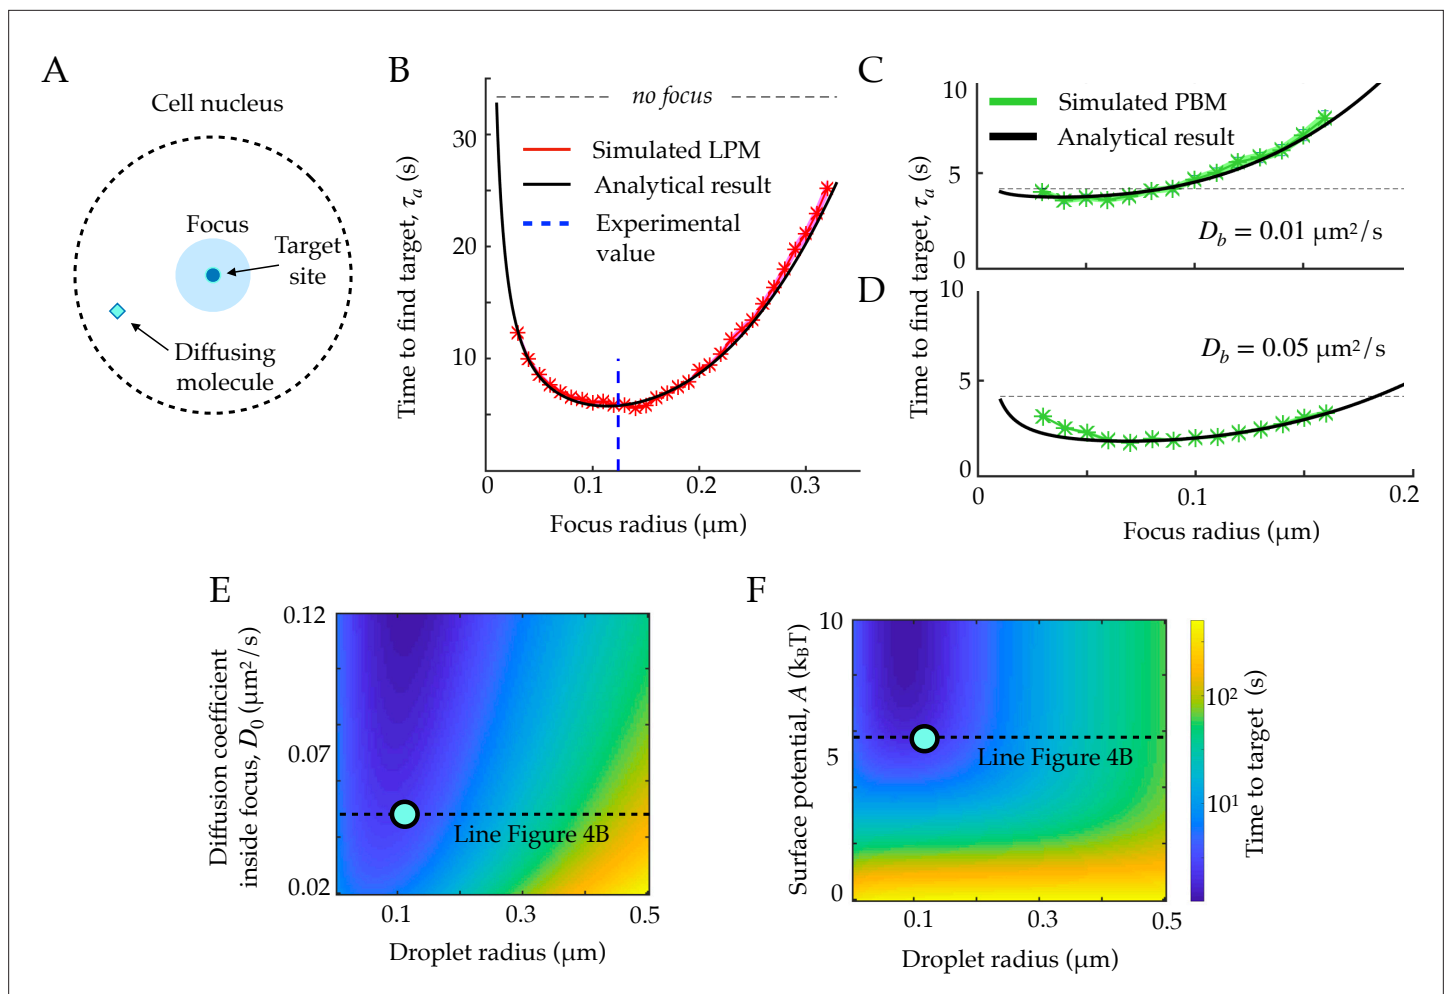 A
Cell nucleus
Focus
Target
site
Diffusing
molecule
B
Time to find target, τₐ (s)
30
20
10
no focus
Simulated LPM
Analytical result
Experimental
value
0
0.1
0.2
0.3
Focus radius (μm)
C
Time to find target, τₐ (s)
10
5
0
Simulated PBM
Analytical result
D_b = 0.01 μm²/s
D
10
5
0
D_b = 0.05 μm²/s
0
0.1
0.2
Focus radius (μm)
E
Diffusion coefficient
inside focus, D₀ (μm²/s)
0.12
0.07
0.02
Line Figure 4B
0.1
0.3
0.5
Droplet radius (μm)
F
Surface potential, A (k_BT)
10
5
0
Line Figure 4B
0.1
0.3
0.5
Droplet radius (μm)
10²
10¹
Time to target (s)